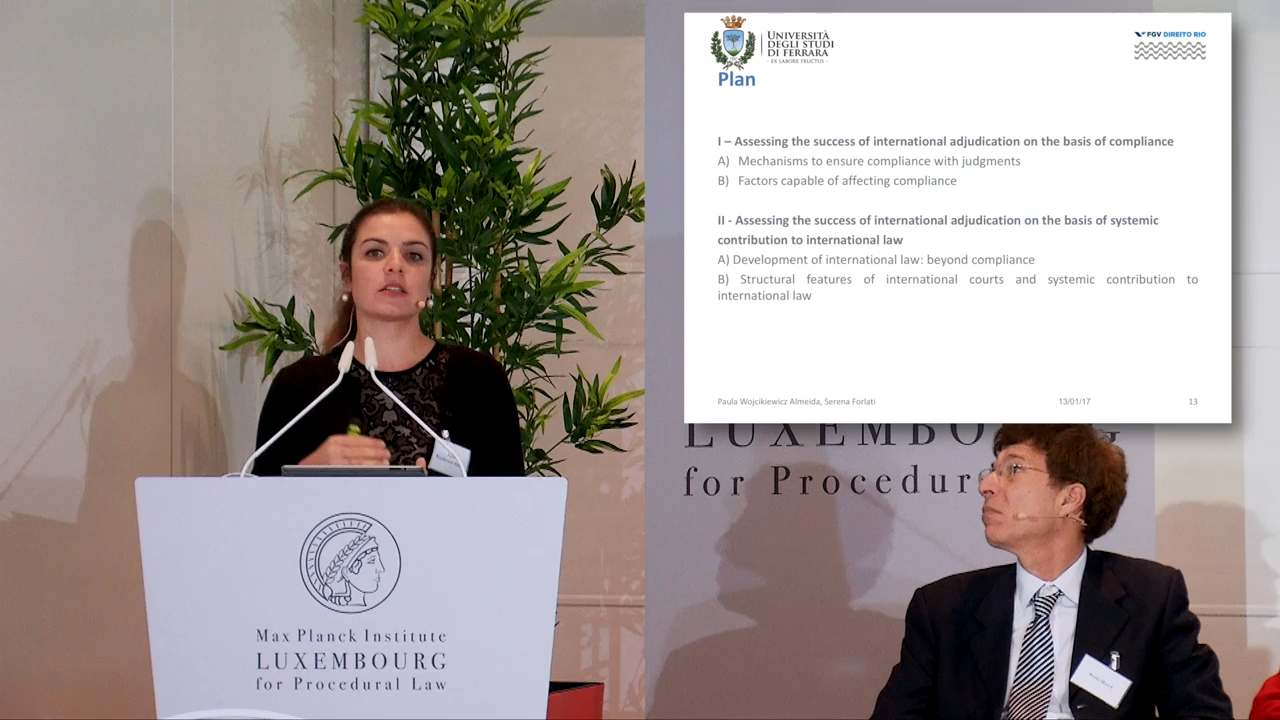 UNIVERSITÀ
DEGLI STUDI
DI FERRARA
- EX LABORE FRUCTUS -
FGV DIREITO RIO
Plan
I – Assessing the success of international adjudication on the basis of compliance
A) Mechanisms to ensure compliance with judgments
B) Factors capable of affecting compliance
II - Assessing the success of international adjudication on the basis of systemic
contribution to international law
A) Development of international law: beyond compliance
B) Structural features of international courts and systemic contribution to
international law
Paula Wojcikiewicz Almeida, Serena Forlati
13/01/17
13
for Procedur
Max Planck Institute
LUXEMBOURG
for Procedural Law